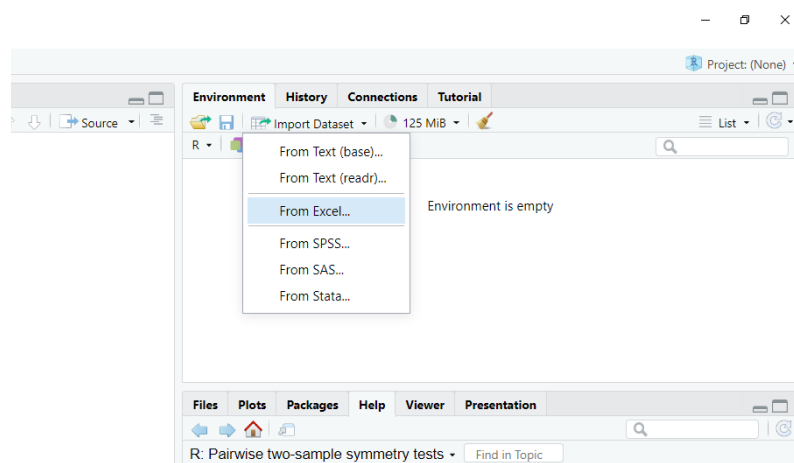 Project: (None)
Environment History Connections Tutorial
Source
Import Dataset 125 MiB List
R
From Text (base)...
From Text (readr)...
From Excel...
Environment is empty
From SPSS...
From SAS...
From Stata...
Files Plots Packages Help Viewer Presentation
R: Pairwise two-sample symmetry tests Find in Topic